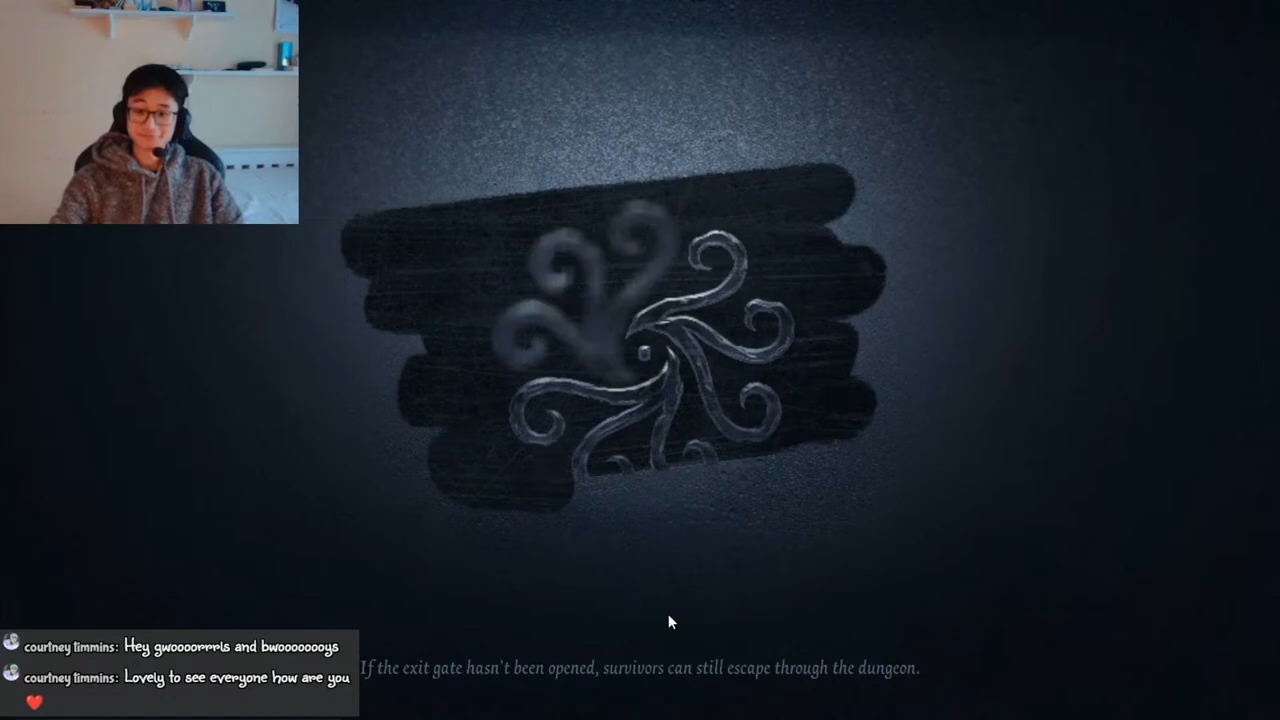 courtney timmins: Hey gwoooorrrls and bwoooooooys
courtney timmins: Lovely to see everyone how are you
❤️
If the exit gate hasn't been opened, survivors can still escape through the dungeon.